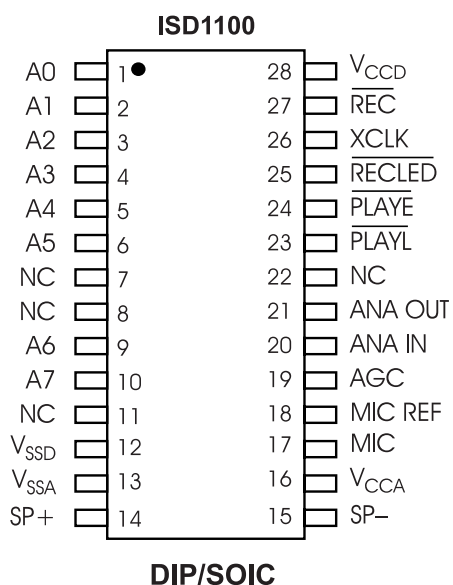 ISD1100
A0 1 28 VCCD
A1 2 27 REC
A2 3 26 XCLK
A3 4 25 RECLED
A4 5 24 PLAYE
A5 6 23 PLAYL
NC 7 22 NC
NC 8 21 ANA OUT
A6 9 20 ANA IN
A7 10 19 AGC
NC 11 18 MIC REF
VSSD 12 17 MIC
VSSA 13 16 VCCA
SP+ 14 15 SP–
DIP/SOIC